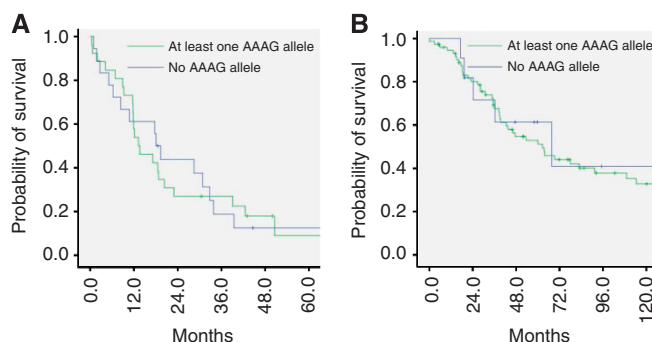 A
Probability of survival
1.0
0.8
0.6
0.4
0.2
0.0
At least one AAAG allele
No AAAG allele
0.0 12.0 24.0 36.0 48.0 60.0
Months
B
Probability of survival
1.0
0.8
0.6
0.4
0.2
0.0
At least one AAAG allele
No AAAG allele
0.0 24.0 48.0 72.0 96.0 120.0
Months